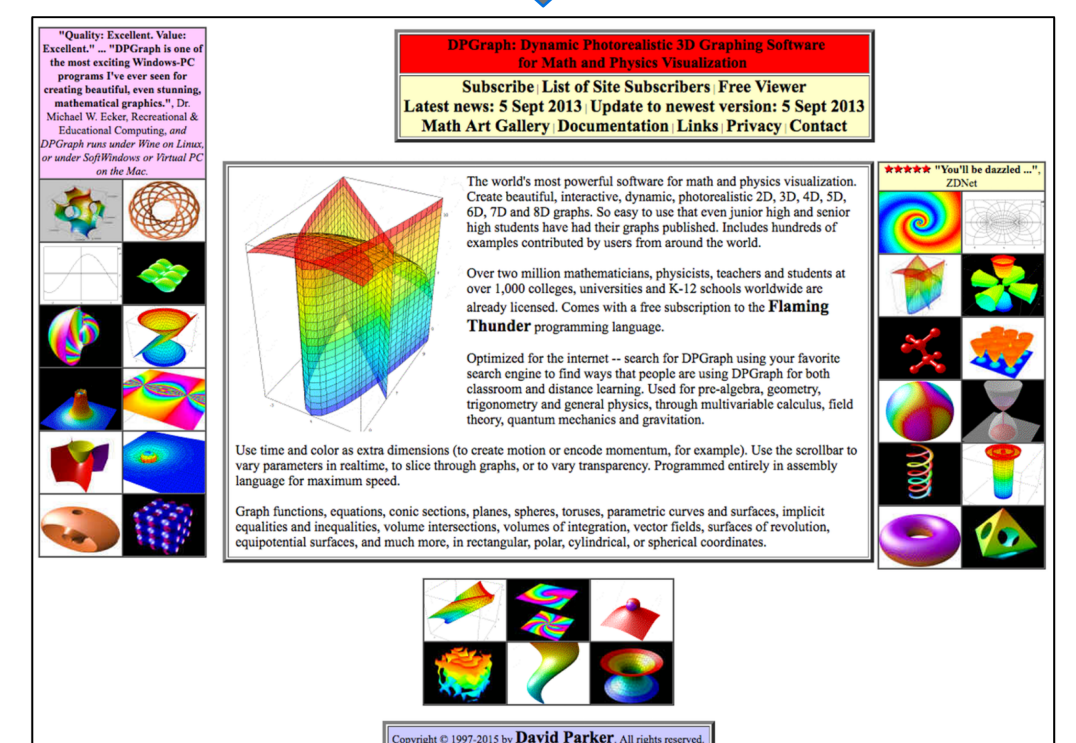 "Quality: Excellent. Value:
Excellent." ... "DPGraph is one of
the most exciting Windows-PC
programs I've ever seen for
creating beautiful, even stunning,
mathematical graphics.", Dr.
Michael W. Ecker, Recreational &
Educational Computing, and
DPGraph runs under Wine on Linux,
or under SoftWindows or Virtual PC
on the Mac.
DPGraph: Dynamic Photorealistic 3D Graphing Software
for Math and Physics Visualization
Subscribe | List of Site Subscribers | Free Viewer
Latest news: 5 Sept 2013 | Update to newest version: 5 Sept 2013
Math Art Gallery | Documentation | Links | Privacy | Contact
The world's most powerful software for math and physics visualization.
Create beautiful, interactive, dynamic, photorealistic 2D, 3D, 4D, 5D,
6D, 7D and 8D graphs. So easy to use that even junior high and senior
high students have had their graphs published. Includes hundreds of
examples contributed by users from around the world.
Over two million mathematicians, physicists, teachers and students at
over 1,000 colleges, universities and K-12 schools worldwide are
already licensed. Comes with a free subscription to the Flaming
Thunder programming language.
Optimized for the internet -- search for DPGraph using your favorite
search engine to find ways that people are using DPGraph for both
classroom and distance learning. Used for pre-algebra, geometry,
trigonometry and general physics, through multivariable calculus, field
theory, quantum mechanics and gravitation.
Use time and color as extra dimensions (to create motion or encode momentum, for example). Use the scrollbar to
vary parameters in realtime, to slice through graphs, or to vary transparency. Programmed entirely in assembly
language for maximum speed.
Graph functions, equations, conic sections, planes, spheres, toruses, parametric curves and surfaces, implicit
equalities and inequalities, volume intersections, volumes of integration, vector fields, surfaces of revolution,
equipotential surfaces, and much more, in rectangular, polar, cylindrical, or spherical coordinates.
★★★★★ "You'll be dazzled ...",
ZDNet
Copyright © 1997-2015 by David Parker. All rights reserved.